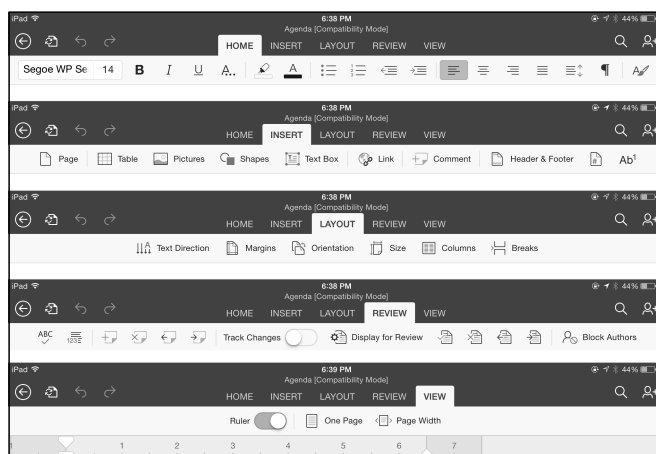 iPad 6:38 PM 44%
Agenda [Compatibility Mode]
HOME INSERT LAYOUT REVIEW VIEW
Segoe WP Se 14 B I U A.. A
iPad 6:38 PM 44%
Agenda [Compatibility Mode]
HOME INSERT LAYOUT REVIEW VIEW
Page Table Pictures Shapes Text Box Link Comment Header & Footer # Ab1
iPad 6:38 PM 44%
Agenda [Compatibility Mode]
HOME INSERT LAYOUT REVIEW VIEW
Text Direction Margins Orientation Size Columns Breaks
iPad 6:38 PM 44%
Agenda [Compatibility Mode]
HOME INSERT LAYOUT REVIEW VIEW
ABC 123 Track Changes Display for Review Block Authors
iPad 6:39 PM 44%
Agenda [Compatibility Mode]
HOME INSERT LAYOUT REVIEW VIEW
Ruler One Page Page Width
1 1 2 3 4 5 6 7